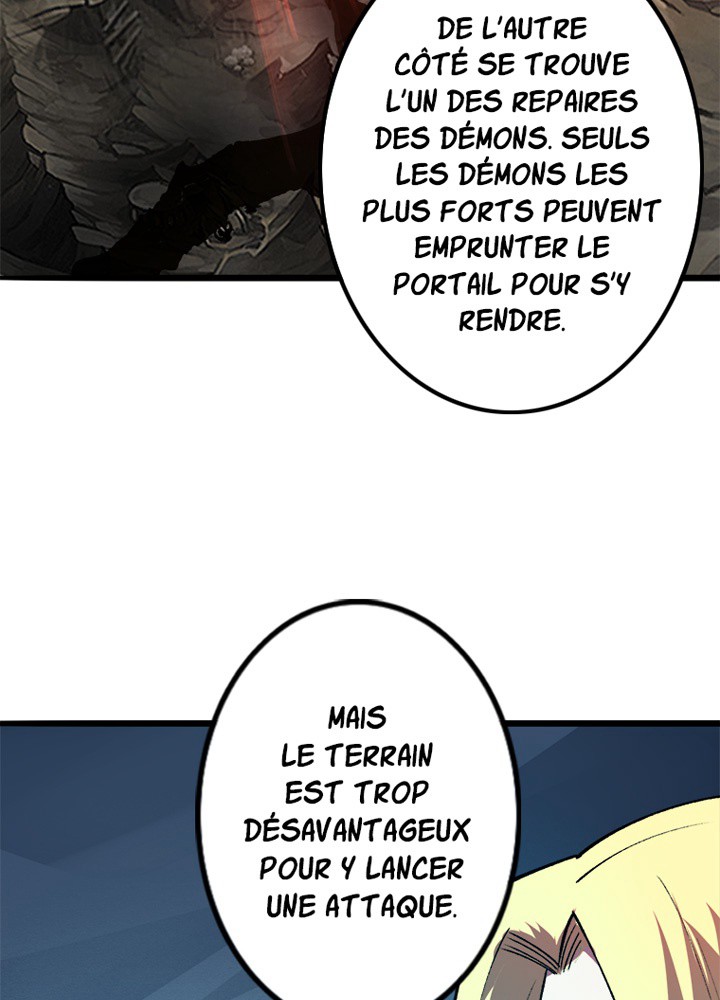 DE L'AUTRE
CÔTÉ SE TROUVE
L'UN DES REPAIRES
DES DÉMONS. SEULS
LES DÉMONS LES
PLUS FORTS PEUVENT
EMPRUNTER LE
PORTAIL POUR S'Y
RENDRE.
MAIS
LE TERRAIN
EST TROP
DÉSAVANTAGEUX
POUR Y LANCER
UNE ATTAQUE.